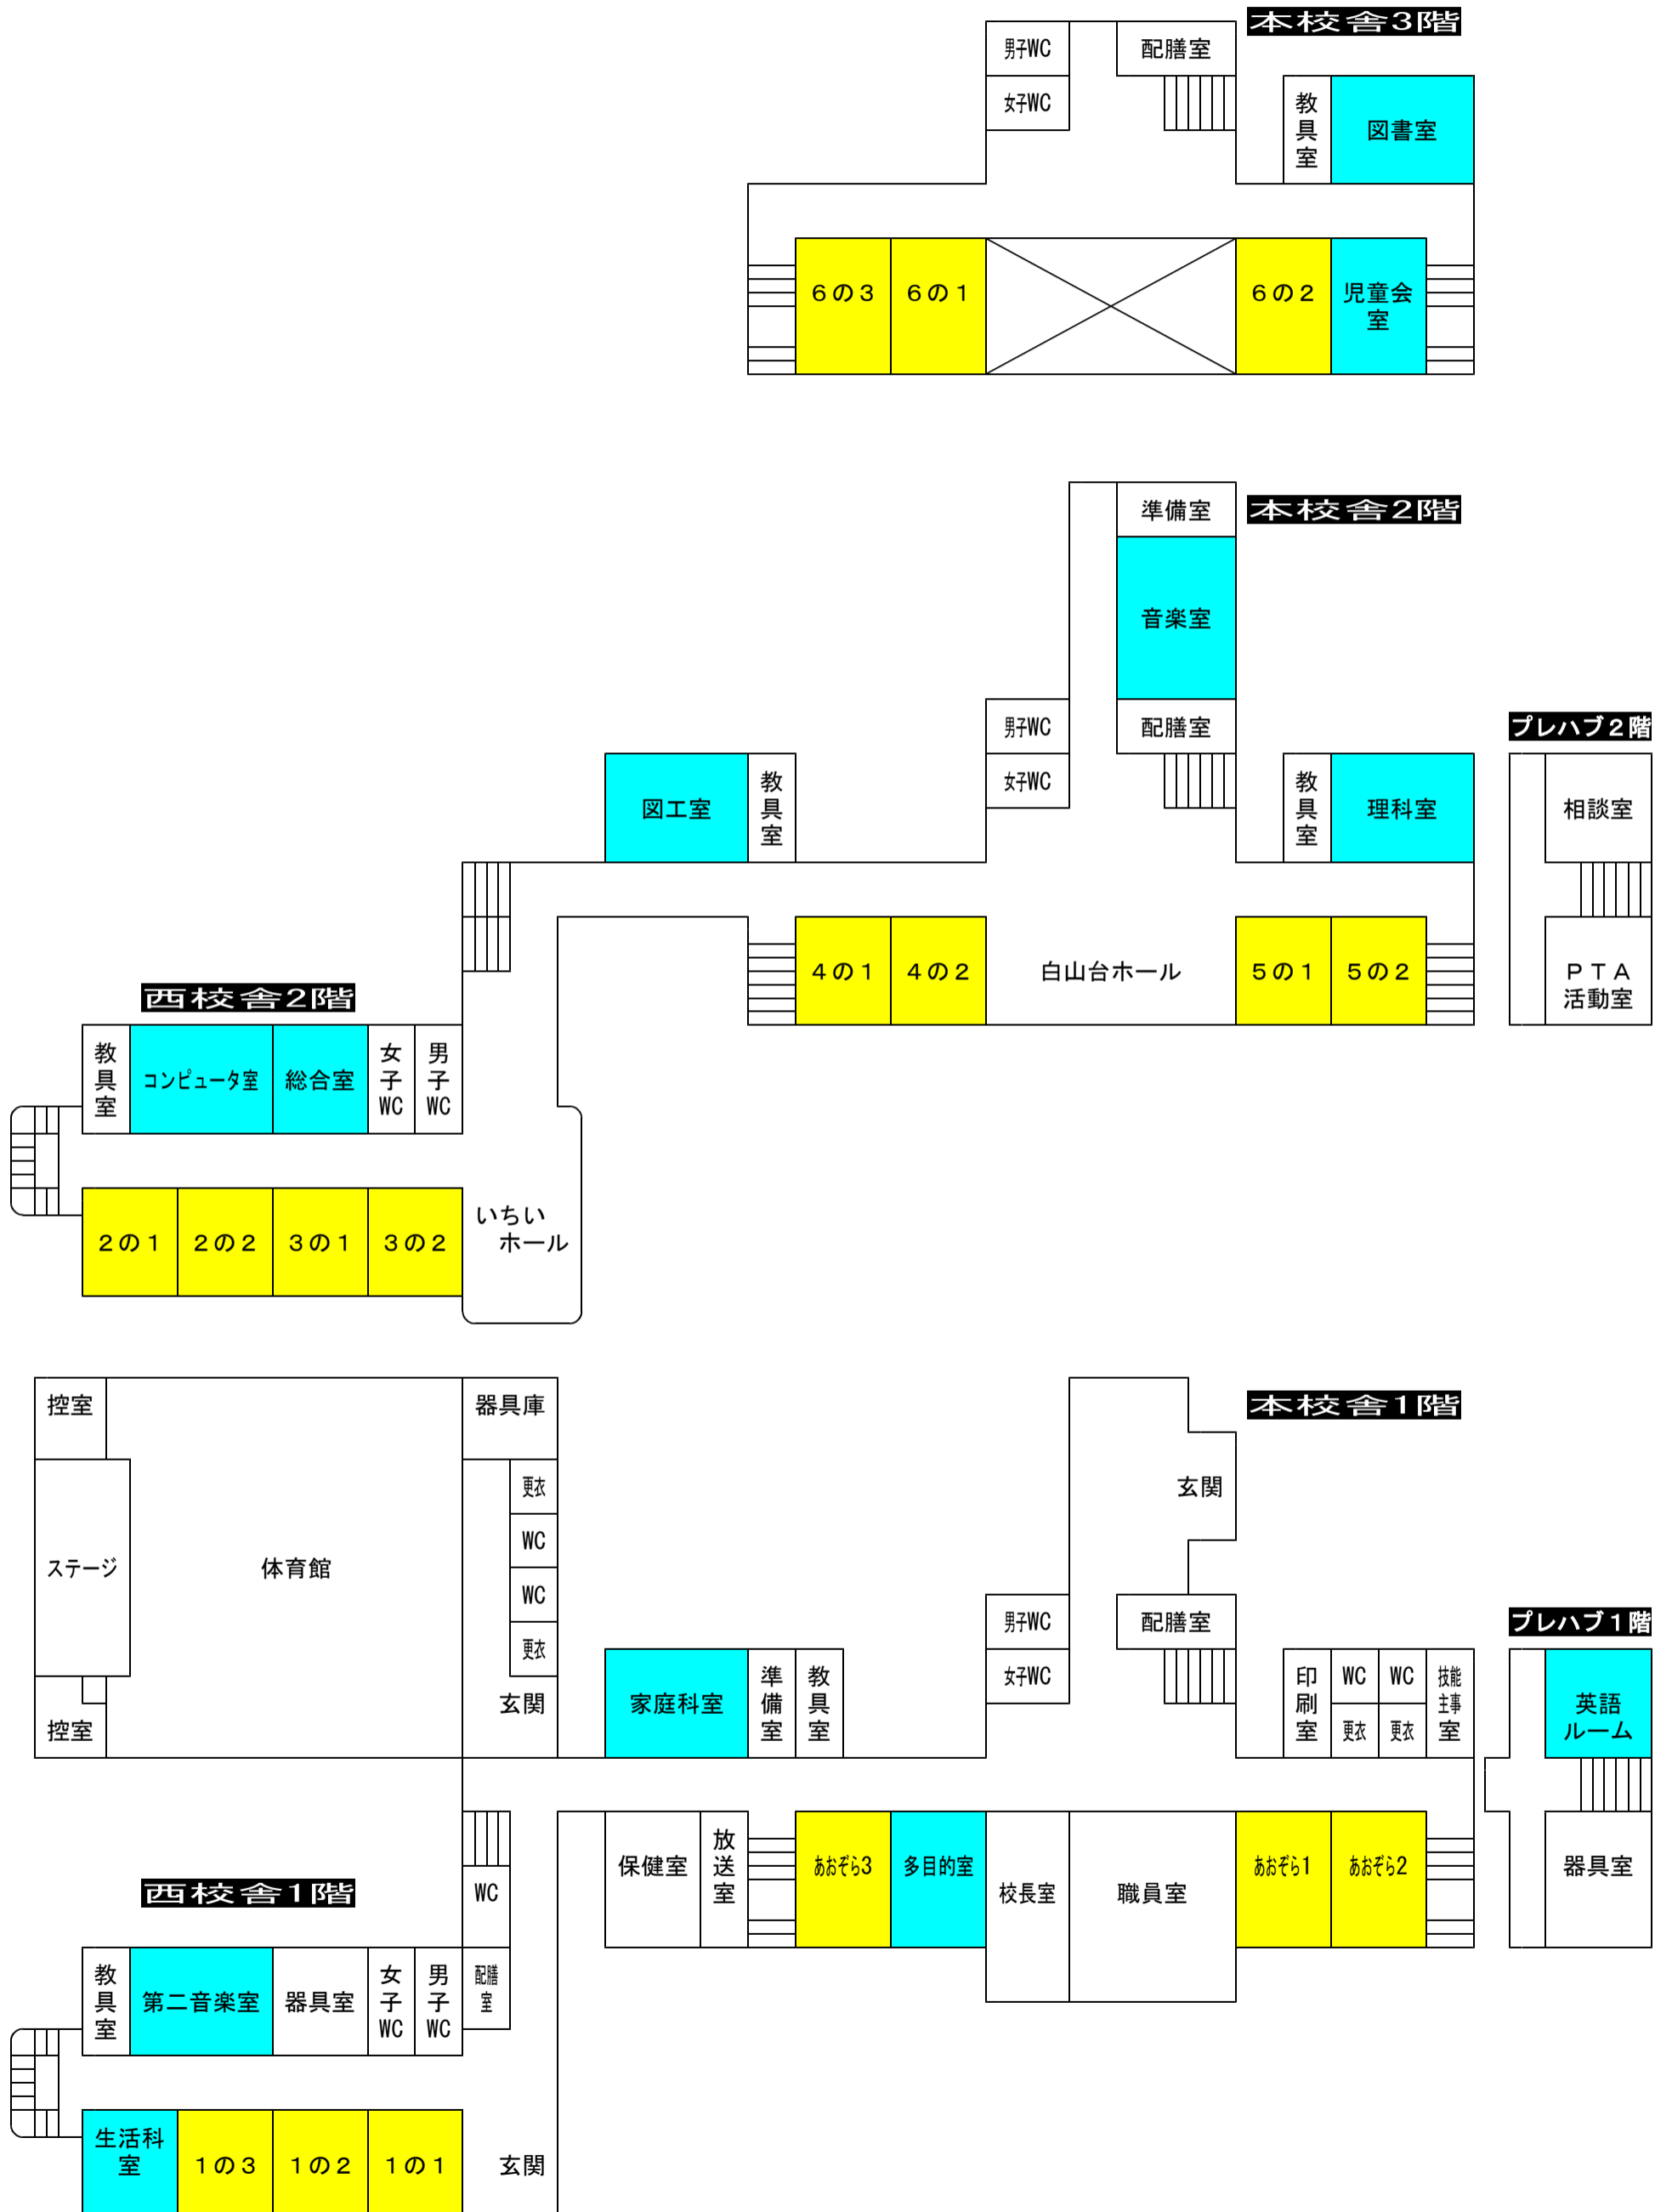 本校舎3階
男子WC
配膳室
女子WC
教具室
図書室
６の３
６の１
６の２
児童会
室
本校舎2階
準備室
音楽室
男子WC
配膳室
女子WC
プレハブ２階
図工室
教具室
教具室
理科室
相談室
４の１
４の２
白山台ホール
５の１
５の２
ＰＴＡ
活動室
西校舎2階
教具室
コンピュータ室
総合室
女子WC
男子WC
２の１
２の２
３の１
３の２
いちい
ホール
控室
器具庫
本校舎1階
更衣
玄関
WC
ステージ
体育館
WC
更衣
男子WC
配膳室
プレハブ１階
女子WC
控室
玄関
家庭科室
準備室
教具室
印刷室
WC
WC
更衣
更衣
技能
主事
室
英語
ルーム
保健室
放送室
あおぞら3
多目的室
校長室
職員室
あおぞら1
あおぞら2
器具室
西校舎1階
WC
教具室
第二音楽室
器具室
女子WC
男子WC
配膳
室
生活科
室
１の３
１の２
１の１
玄関